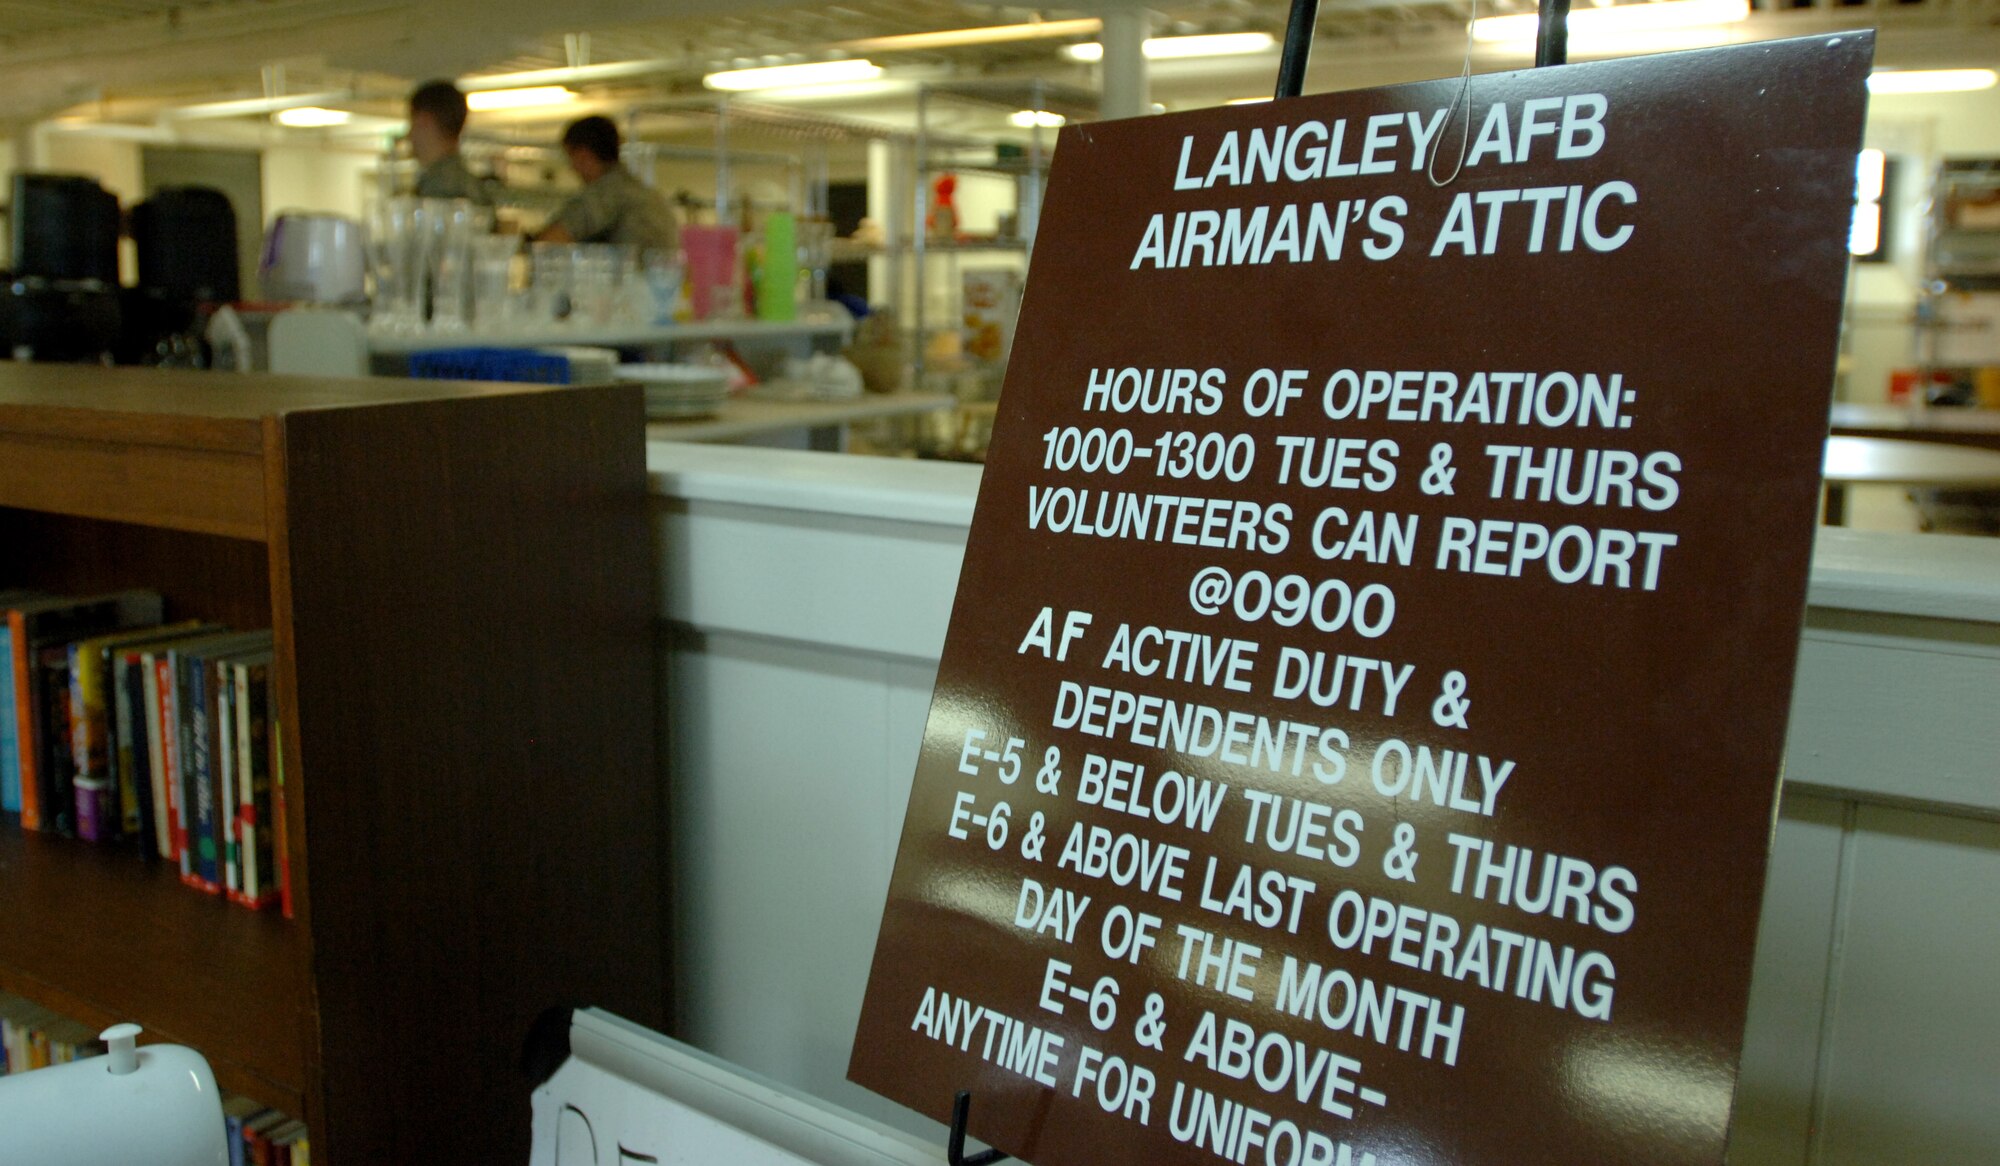 LANGLEY AFB
AIRMAN'S ATTIC
HOURS OF OPERATION:
1000-1300 TUES & THURS
VOLUNTEERS CAN REPORT
@0900
AF ACTIVE DUTY &
DEPENDENTS ONLY
E-5 & BELOW TUES & THURS
E-6 & ABOVE LAST OPERATING
DAY OF THE MONTH
E-6 & ABOVE-
ANYTIME FOR UNIFORM